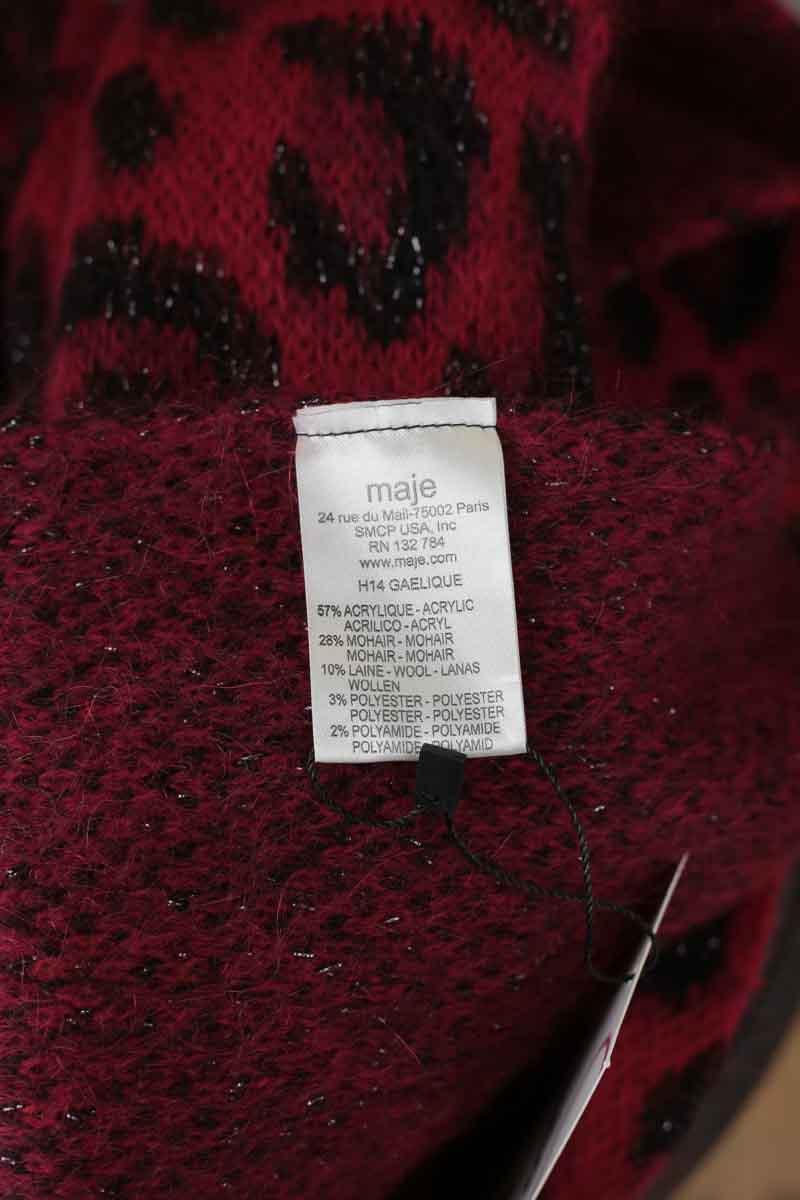 maje
24 rue du Mail-75002 Paris
SMCP USA, Inc
RN 132 784
www.maje.com
H14 GAELIQUE
57% ACRYLIQUE - ACRYLIC
ACRILICO - ACRYL
28% MOHAIR - MOHAIR
MOHAIR - MOHAIR
10% LAINE - WOOL - LANAS
WOLLEN
3% POLYESTER - POLYESTER
POLYESTER - POLYESTER
2% POLYAMIDE - POLYAMIDE
POLYAMIDE - POLYAMID